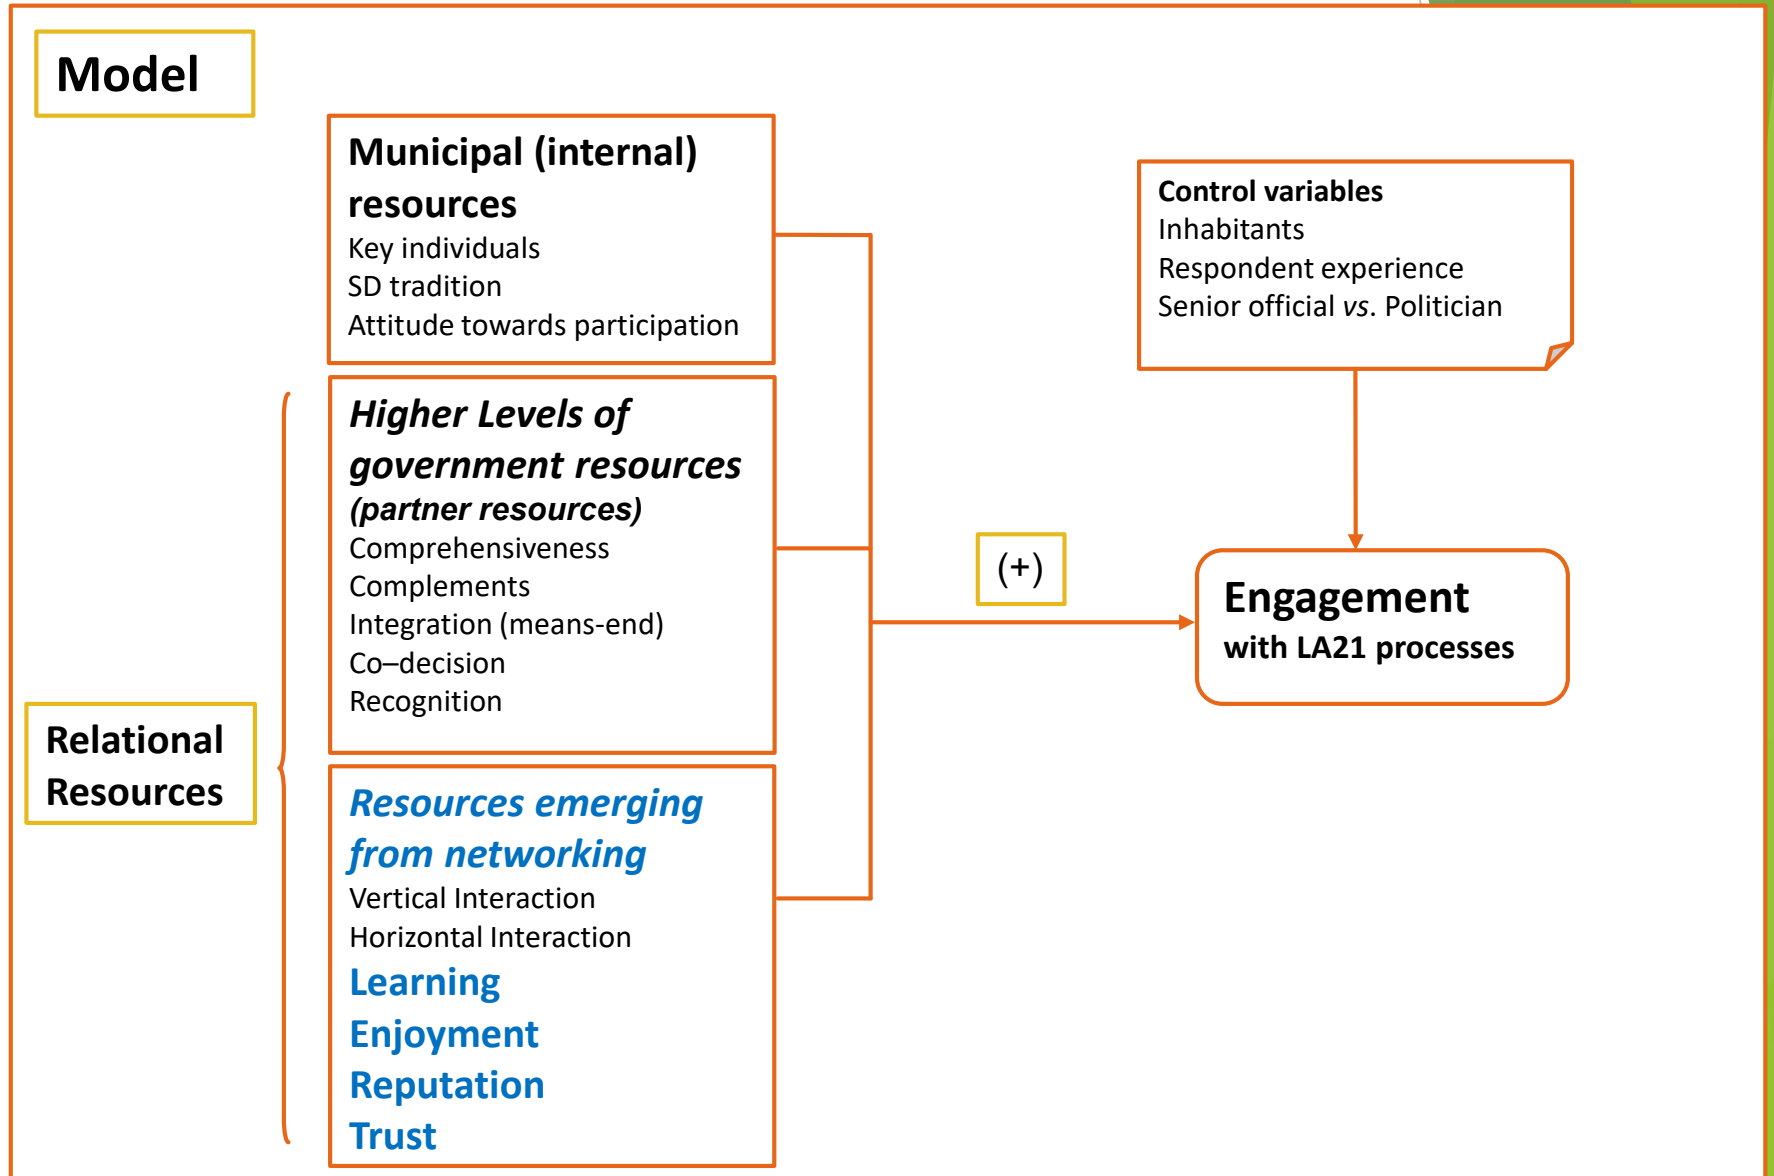 Model
Municipal (internal)
resources
Key individuals
SD tradition
Attitude towards participation
Higher Levels of
government resources
(partner resources)
Comprehensiveness
Complements
Integration (means-end)
Co–decision
Recognition
Relational
Resources
Resources emerging
from networking
Vertical Interaction
Horizontal Interaction
Learning
Enjoyment
Reputation
Trust
(+)
Control variables
Inhabitants
Respondent experience
Senior official vs. Politician
Engagement
with LA21 processes